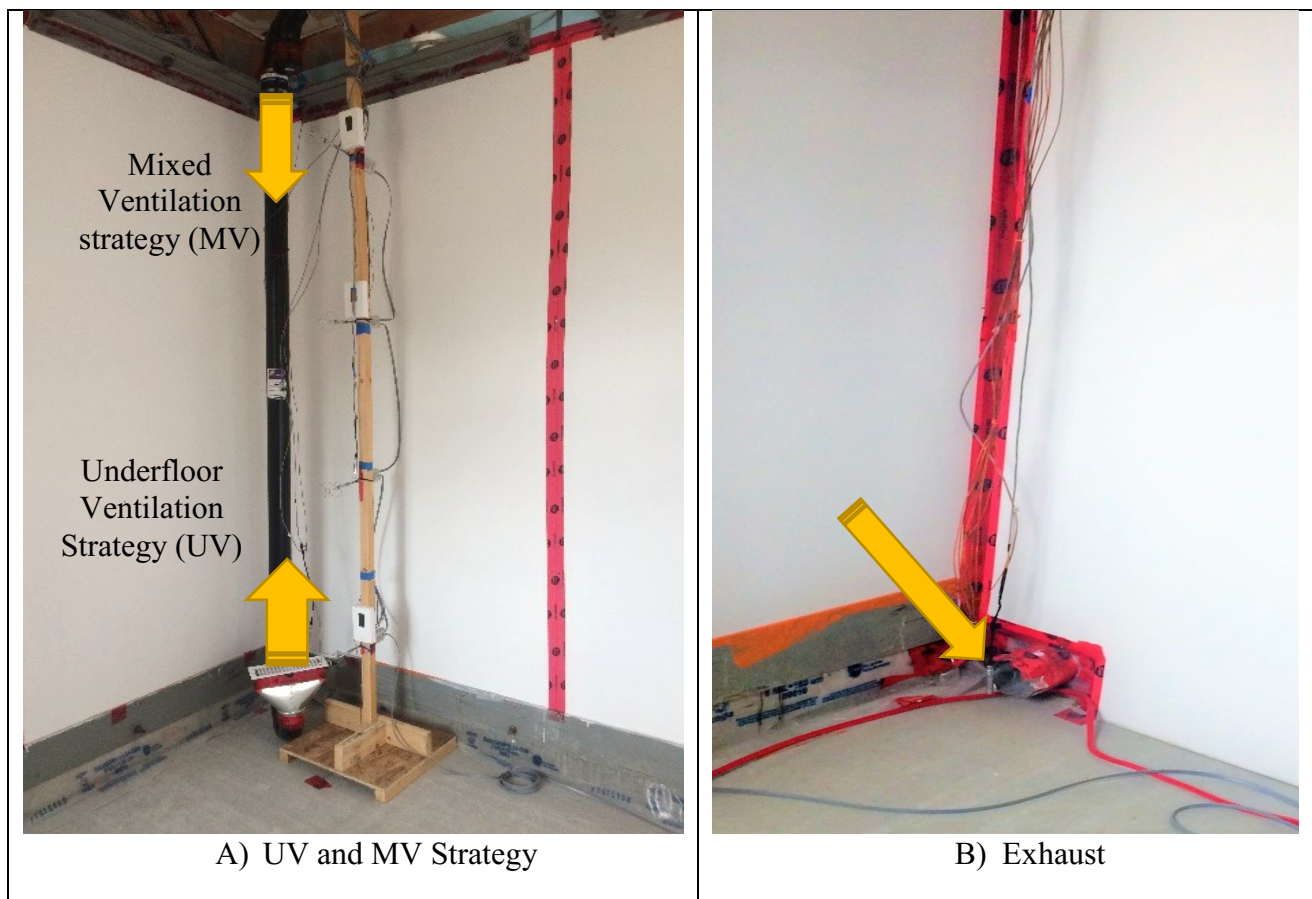 Mixed
Ventilation
strategy (MV)
Underfloor
Ventilation
Strategy (UV)
A) UV and MV Strategy
B) Exhaust